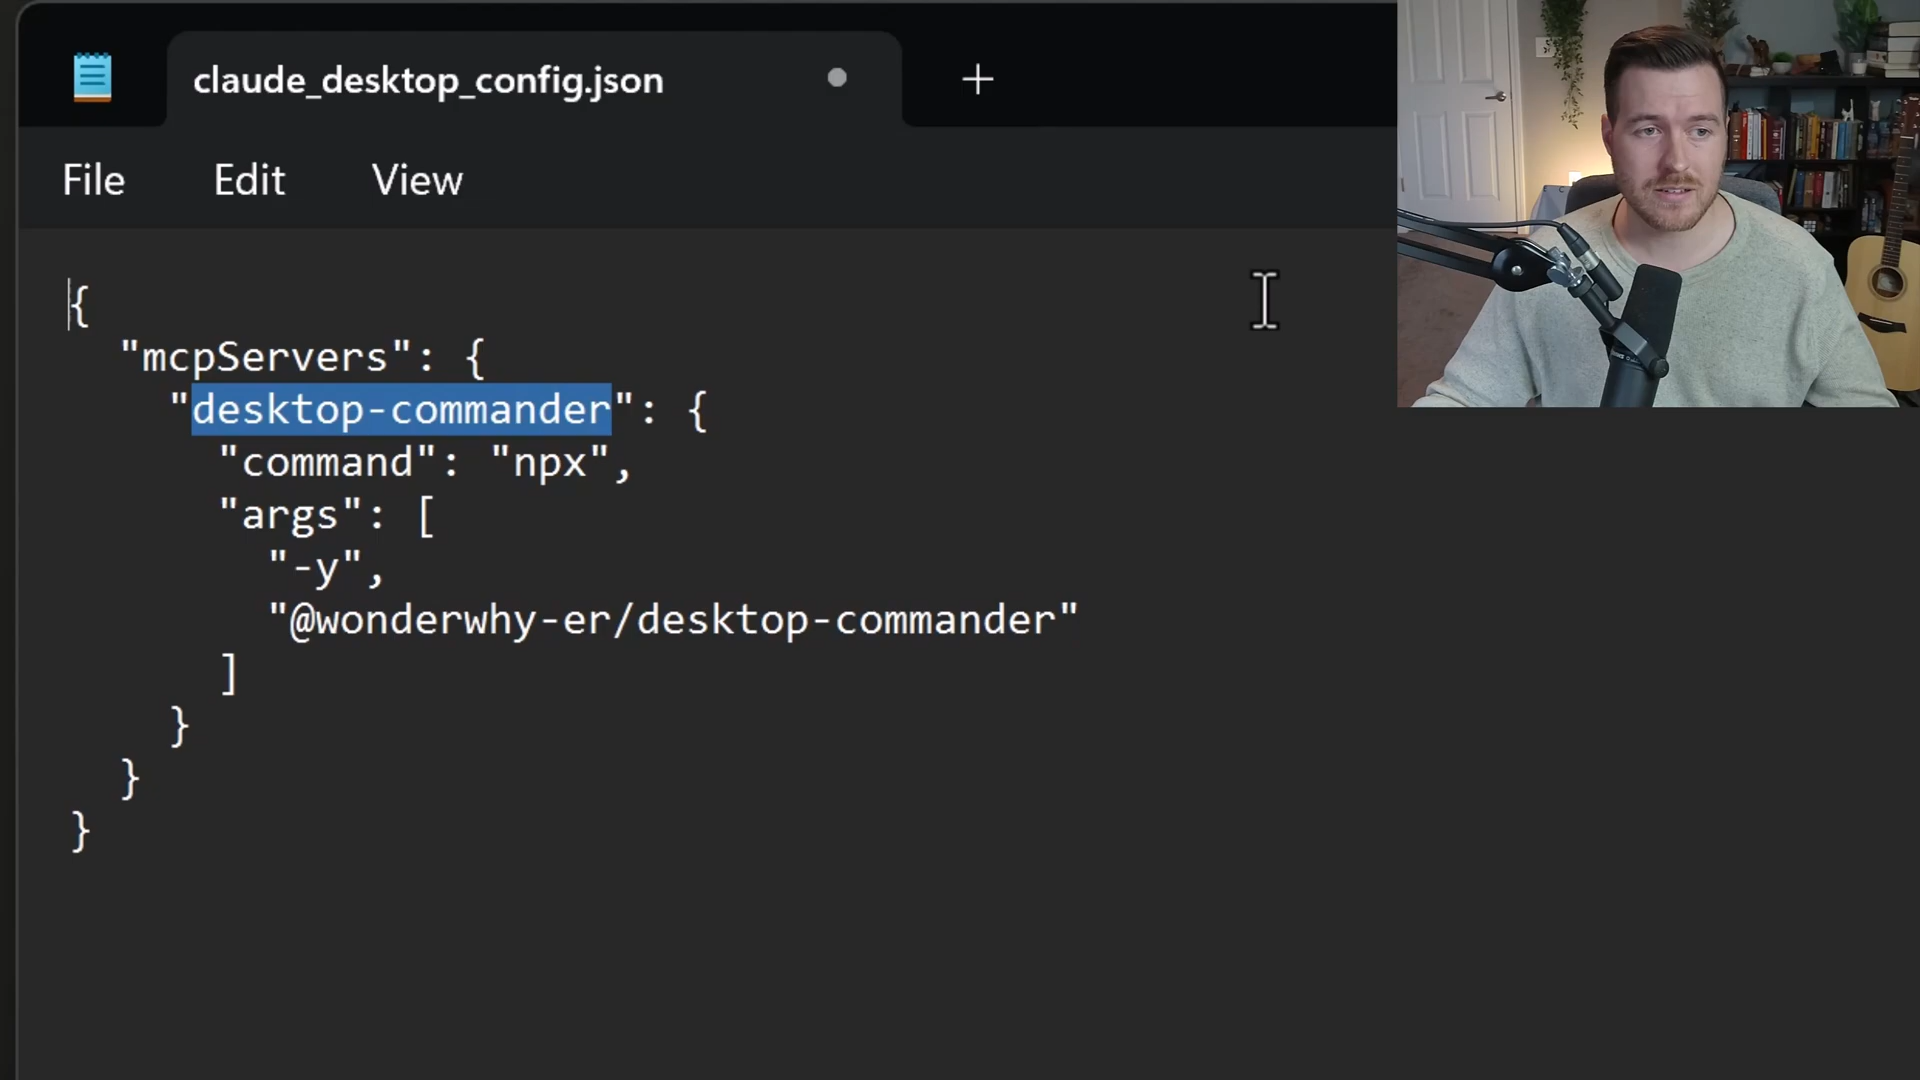 claude_desktop_config.json
File Edit View
{
"mcpServers": {
"desktop-commander": {
"command": "npx",
"args": [
"-y",
"@wonderwhy-er/desktop-commander"
]
}
}
}